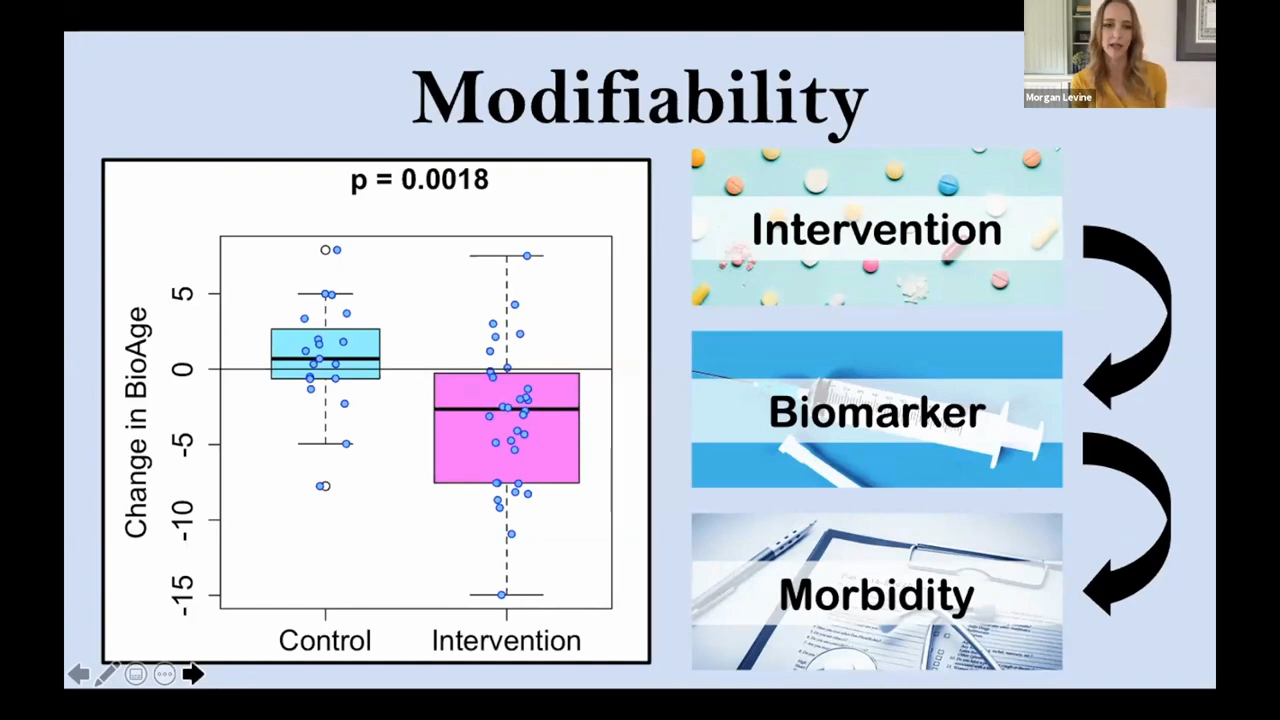 Morgan Levine
Modifiability
p = 0.0018
Change in BioAge
5
0
-5
-10
-15
Control
Intervention
Intervention
Biomarker
Morbidity